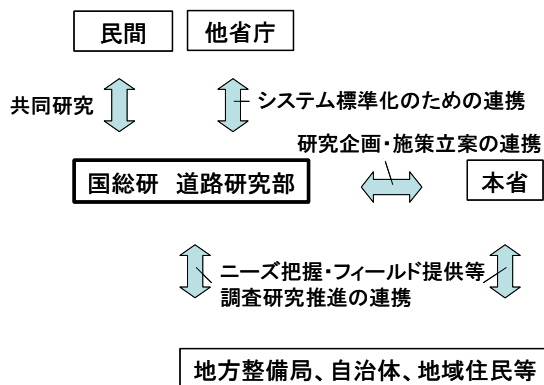 民間
他省庁
共同研究
システム標準化のための連携
研究企画・施策立案の連携
国総研 道路研究部
本省
ニーズ把握・フィールド提供等
調査研究推進の連携
地方整備局、自治体、地域住民等